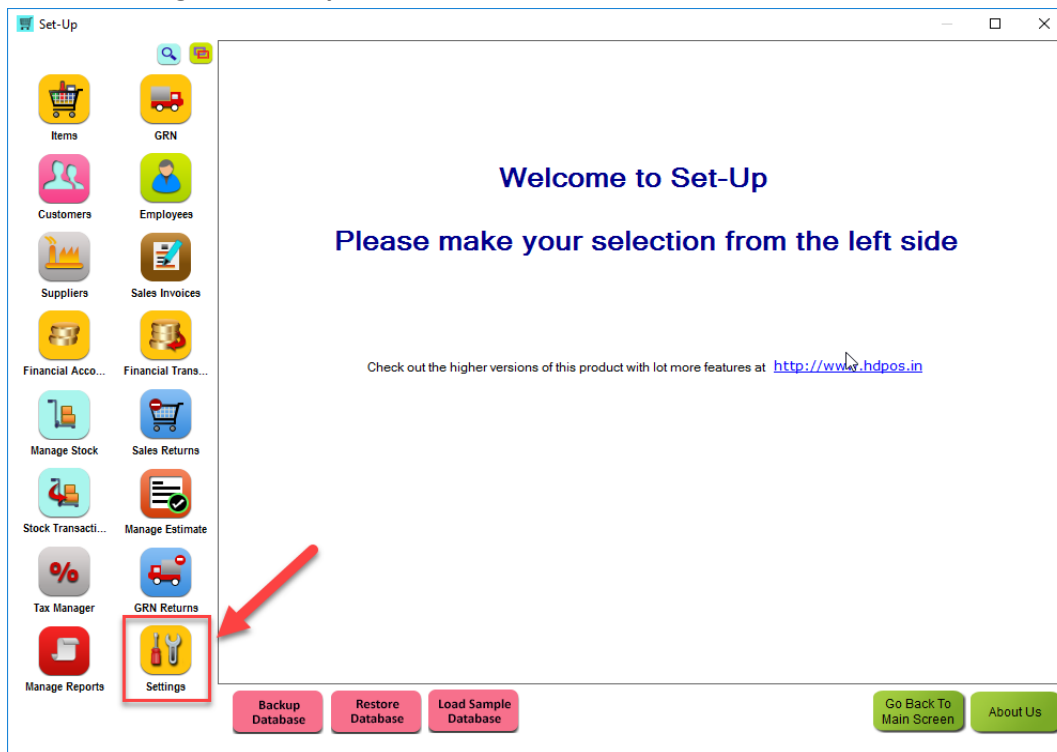 Set-Up
Items
GRN
Customers
Employees
Suppliers
Sales Invoices
Financial Acco...
Financial Trans...
Manage Stock
Sales Returns
Stock Transacti...
Manage Estimate
%
Tax Manager
GRN Returns
Manage Reports
Settings
Welcome to Set-Up
Please make your selection from the left side
Check out the higher versions of this product with lot more features at http://www.hdpos.in
Backup
Database
Restore
Database
Load Sample
Database
Go Back To
Main Screen
About Us